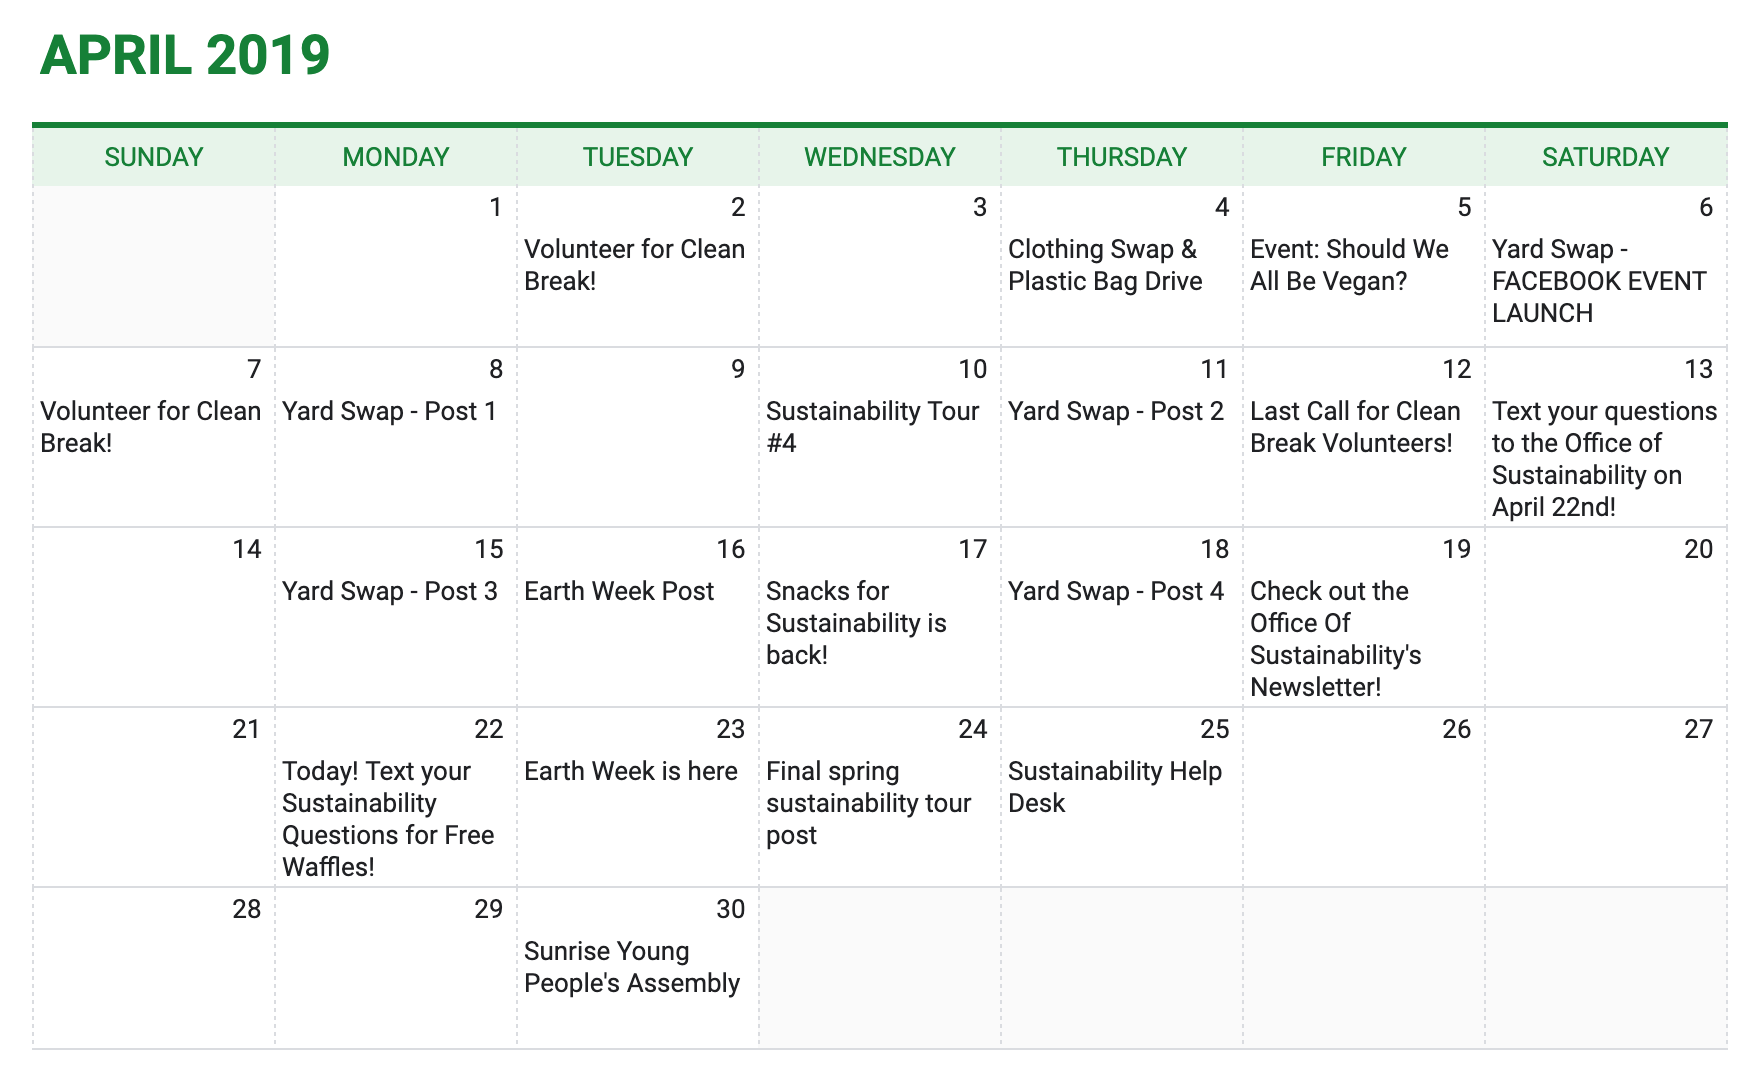 APRIL 2019
SUNDAY MONDAY TUESDAY WEDNESDAY THURSDAY FRIDAY SATURDAY
1
2
Volunteer for Clean
Break!
3
4
Clothing Swap &
Plastic Bag Drive
5
Event: Should We
All Be Vegan?
6
Yard Swap -
FACEBOOK EVENT
LAUNCH
7
Volunteer for Clean
Break!
8
Yard Swap - Post 1
9
10
Sustainability Tour
#4
11
Yard Swap - Post 2
12
Last Call for Clean
Break Volunteers!
13
Text your questions
to the Office of
Sustainability on
April 22nd!
14
15
Yard Swap - Post 3
16
Earth Week Post
17
Snacks for
Sustainability is
back!
18
Yard Swap - Post 4
19
Check out the
Office Of
Sustainability's
Newsletter!
20
21
22
Today! Text your
Sustainability
Questions for Free
Waffles!
23
Earth Week is here
24
Final spring
sustainability tour
post
25
Sustainability Help
Desk
26
27
28
29
30
Sunrise Young
People's Assembly